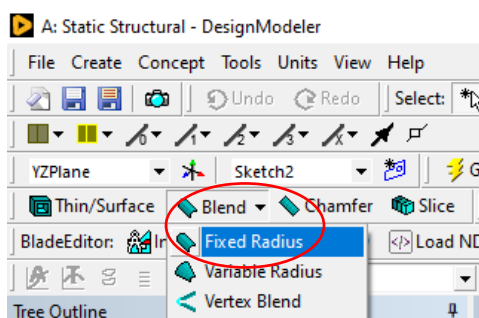 A: Static Structural - DesignModeler
File Create Concept Tools Units View Help
Undo Redo Select:
YZPlane Sketch2 G
Thin/Surface Blend Chamfer Slice
BladeEditor: Fixed Radius Load
Variable Radius
Vertex Blend
Tree Outline